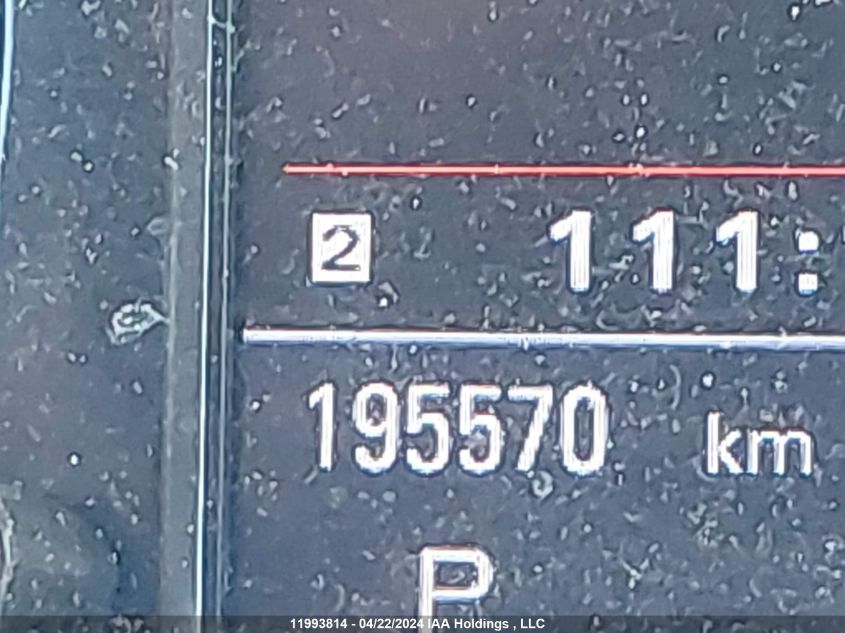 2 111:
195570 km
P
11993814 - 04/22/2024 IAA Holdings , LLC